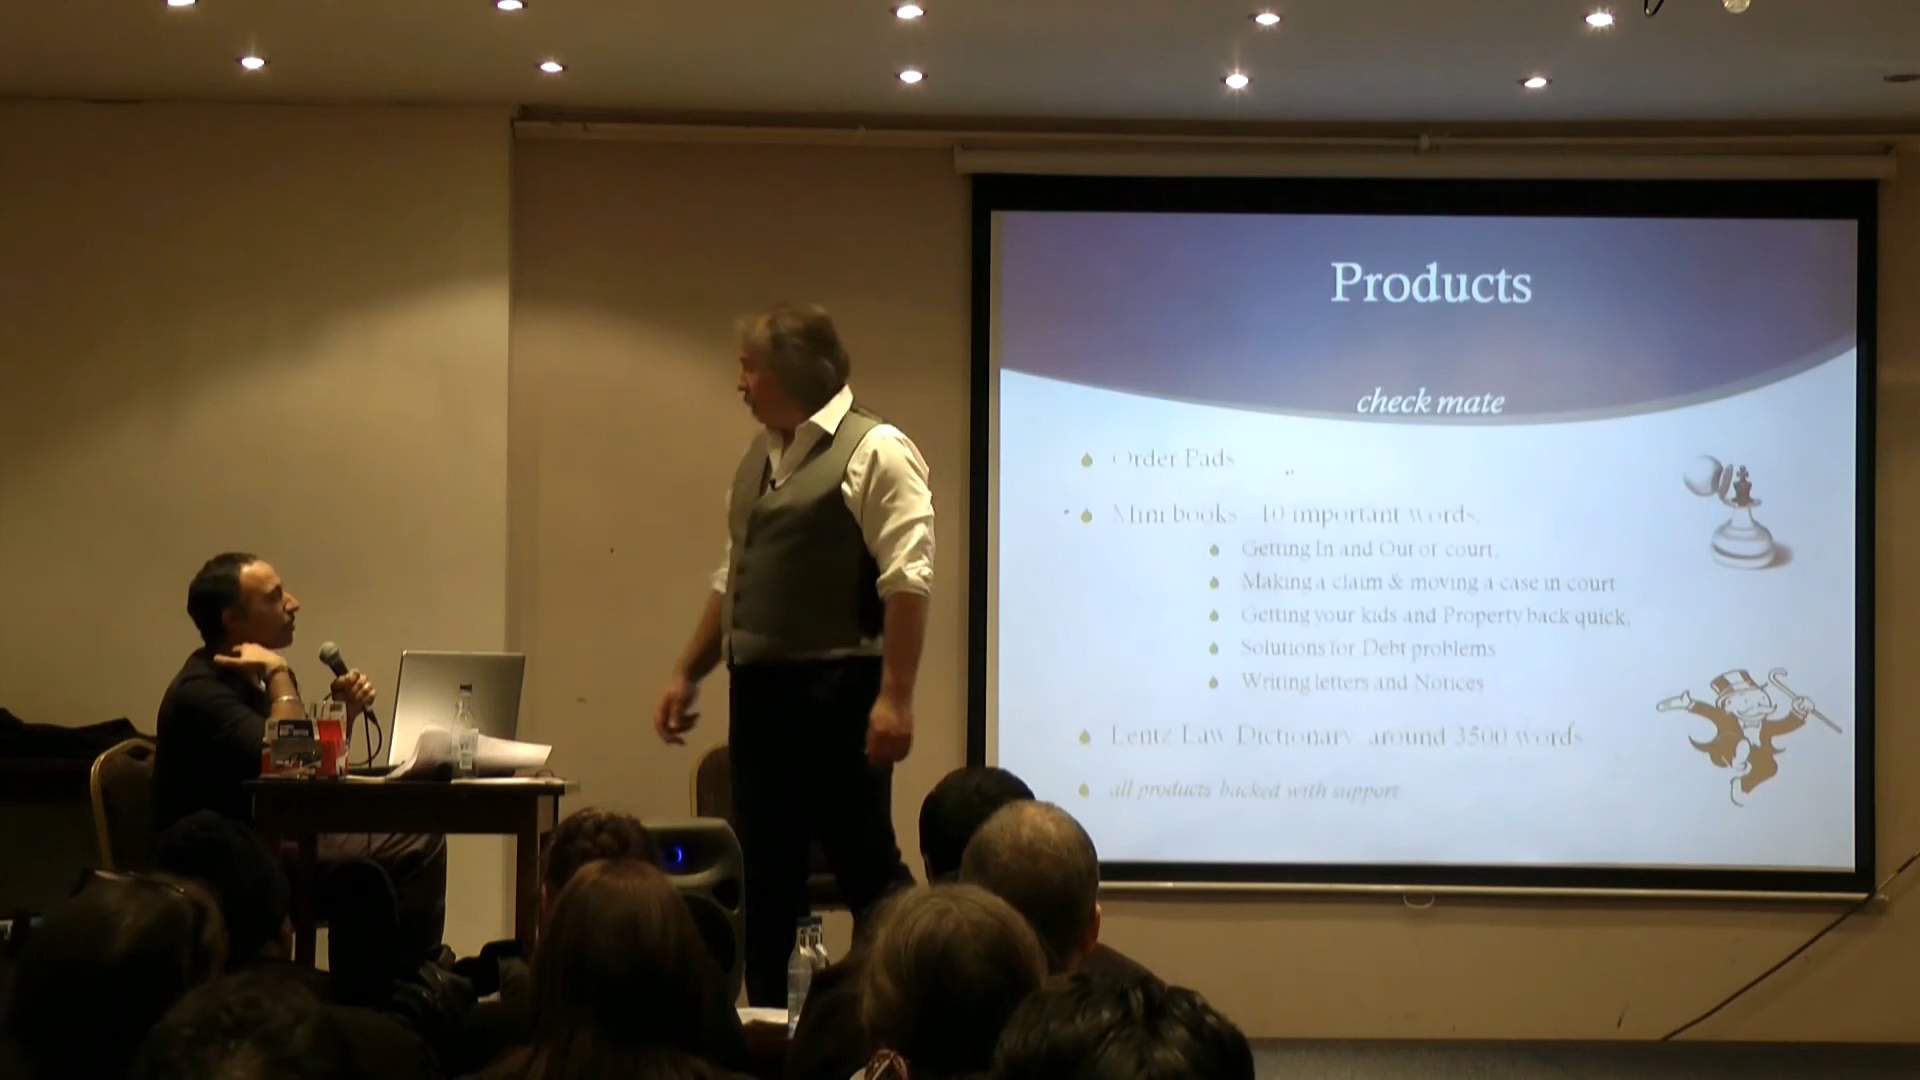 Products
check mate
Order Pads
Mini books 10 important words,
Getting In and Out of court,
Making a claim & moving a case in court
Getting your kids and Property back quick,
Solutions for Debt problems
Writing letters and Notices
Lentz Law Dictionary around 3500 words
all products backed with support